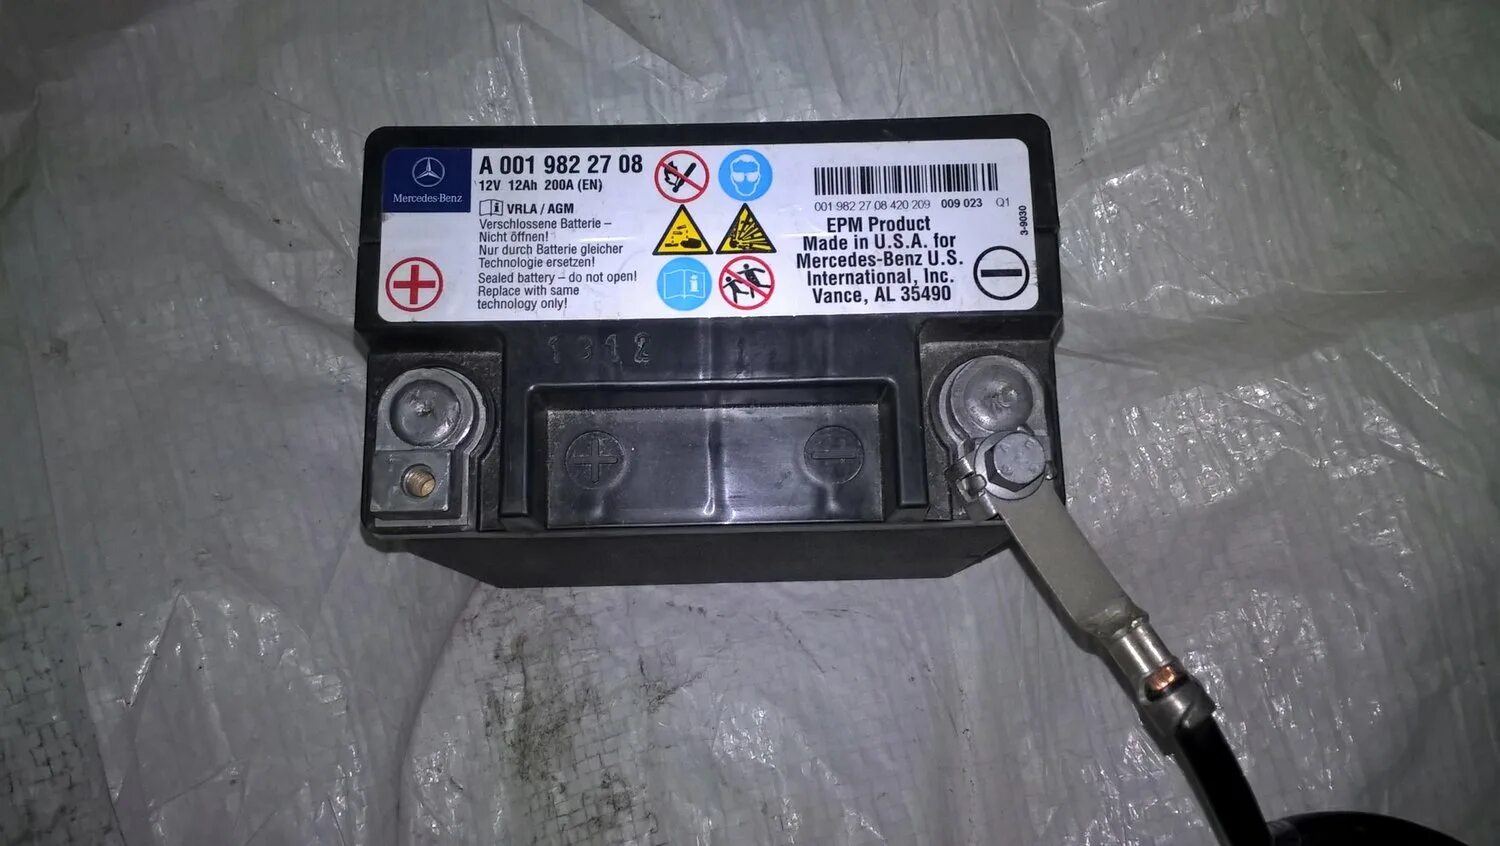 Mercedes-Benz
A 001 982 27 08
12V 12Ah 200A (EN)
VRLA / AGM
Verschlossene Batterie –
Nicht öffnen!
Nur durch Batterie gleicher
Technologie ersetzen!
Sealed battery – do not open!
Replace with same
technology only!
001 982 27 08 420 209 009 023 Q1
EPM Product
Made in U.S.A. for
Mercedes-Benz U.S.
International, Inc.
Vance, AL 35490
3-9030
1312